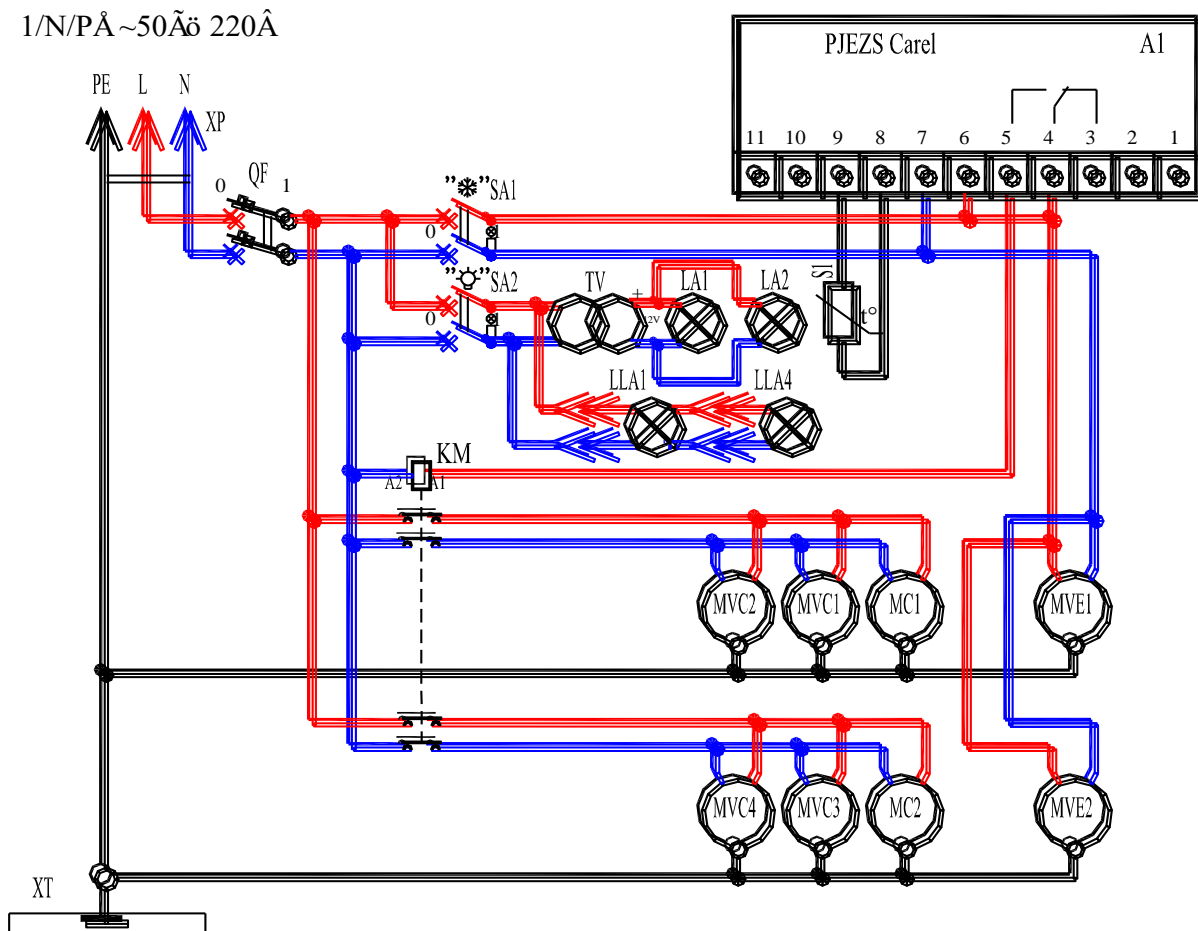 1/N/PÅ ~50Ãö 220Â
PJEZS Carel A1
PE L N
XP
11 10 9 8 7 6 5 4 3 2 1
QF
0 1
"❄" SA1
0 1
"💡" SA2
0 1
TV
+
12V
LA1
LA2
S1
t°
LLA1
LLA4
KM
A2 A1
MVC2 MVC1 MC1 MVE1
MVC4 MVC3 MC2 MVE2
XT